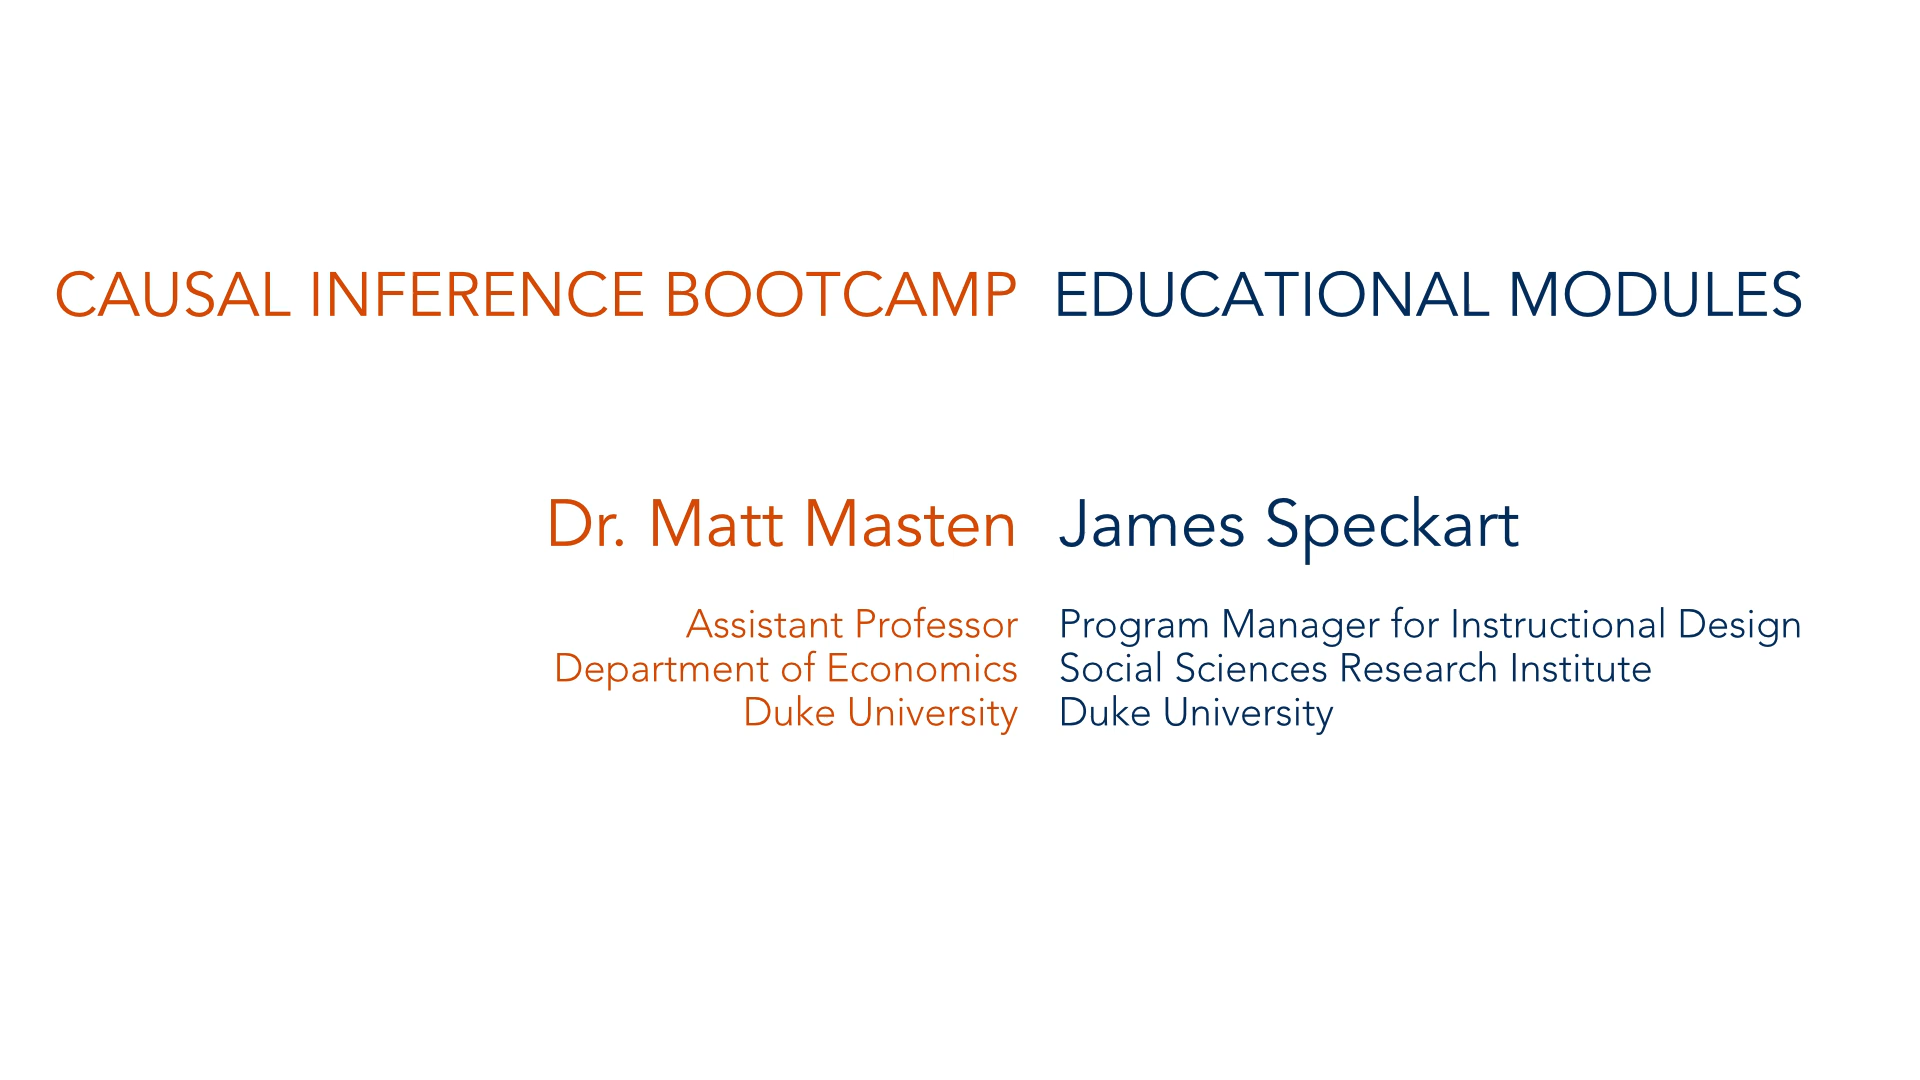 CAUSAL INFERENCE BOOTCAMP EDUCATIONAL MODULES
Dr. Matt Masten
Assistant Professor
Department of Economics
Duke University
James Speckart
Program Manager for Instructional Design
Social Sciences Research Institute
Duke University